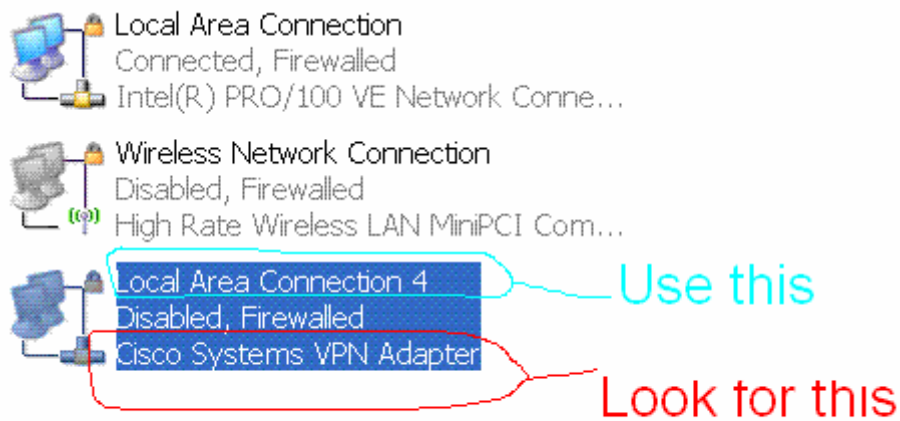 Local Area Connection
Connected, Firewalled
Intel(R) PRO/100 VE Network Conne...
Wireless Network Connection
Disabled, Firewalled
High Rate Wireless LAN MiniPCI Com...
Local Area Connection 4
Use this
Disabled, Firewalled
Cisco Systems VPN Adapter
Look for this